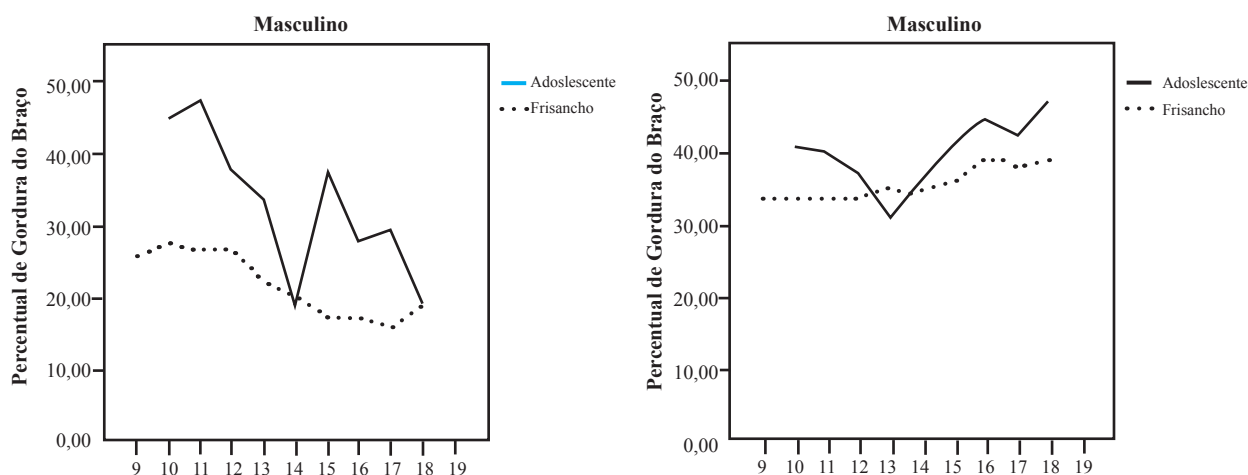 Masculino
Percentual de Gordura do Braço
50,00
40,00
30,00
20,00
10,00
0,00
9 10 11 12 13 14 15 16 17 18 19
Adoslescente
Frisancho
Masculino
Percentual de Gordura do Braço
50,00
40,00
30,00
20,00
10,00
0,00
9 10 11 12 13 14 15 16 17 18 19
Adoslescente
Frisancho